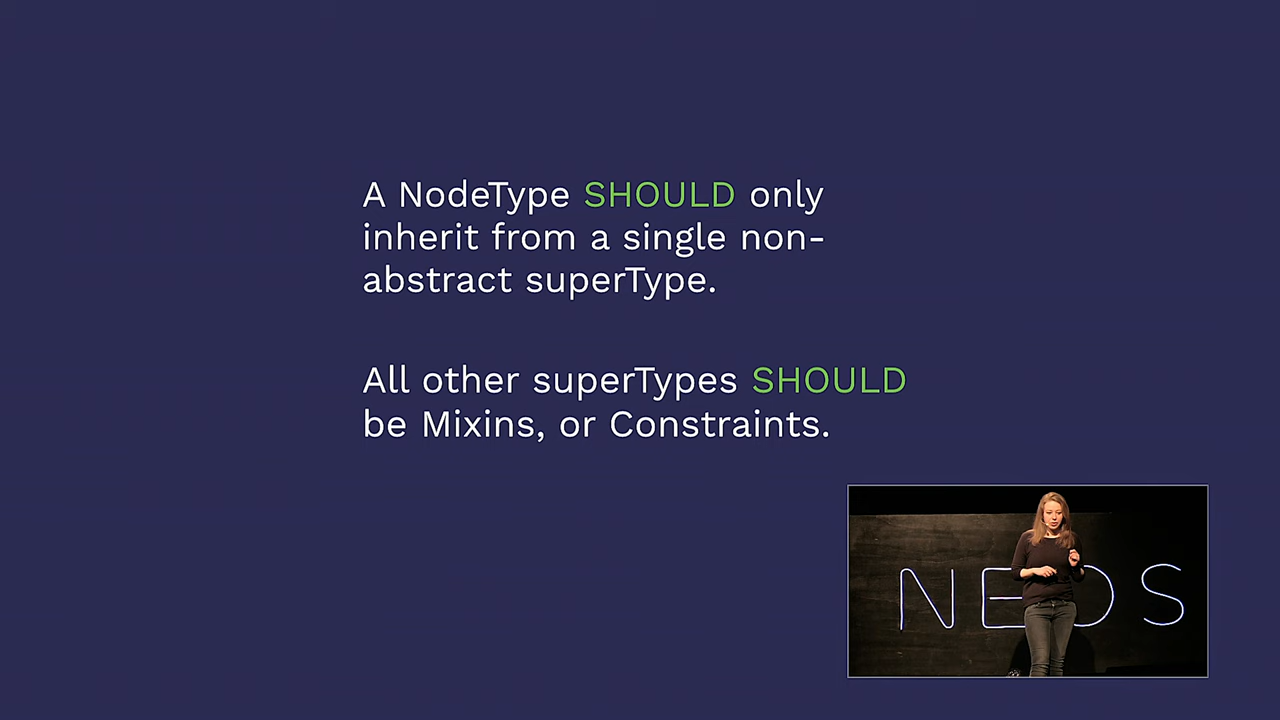 A NodeType SHOULD only
inherit from a single non-
abstract superType.
All other superTypes SHOULD
be Mixins, or Constraints.
NEOS